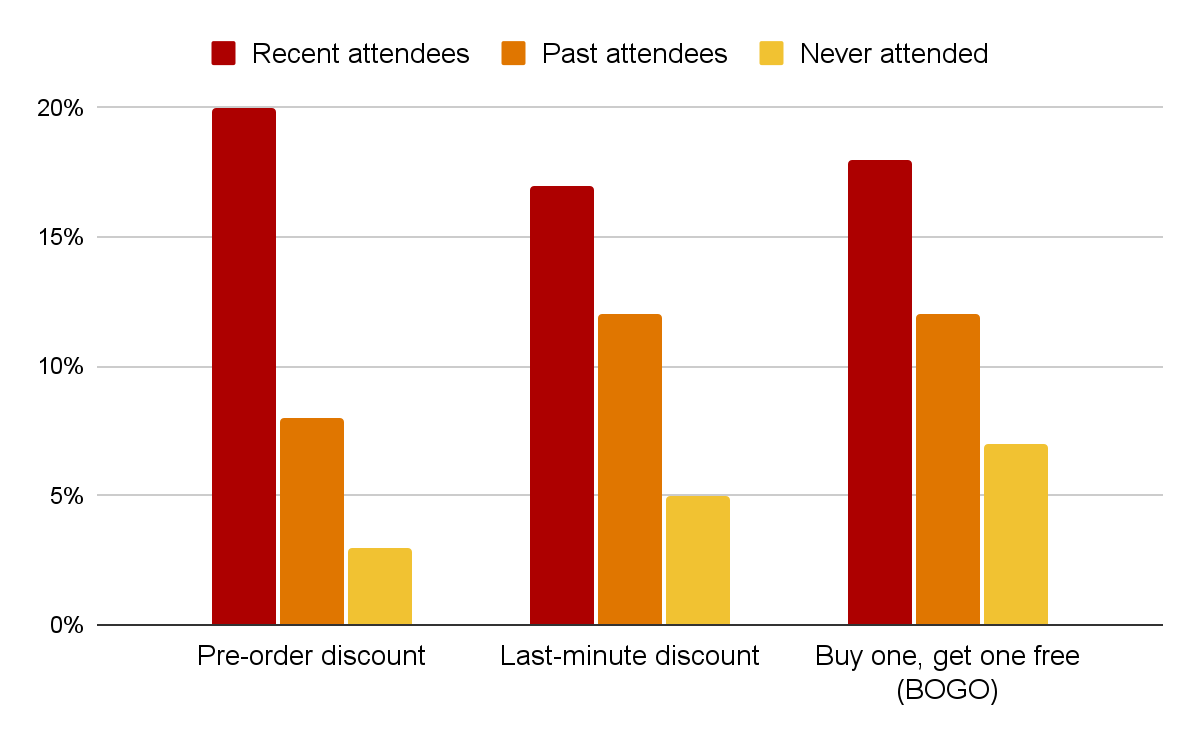 Recent attendees Past attendees Never attended
20%
15%
10%
5%
0%
Pre-order discount Last-minute discount Buy one, get one free
(BOGO)